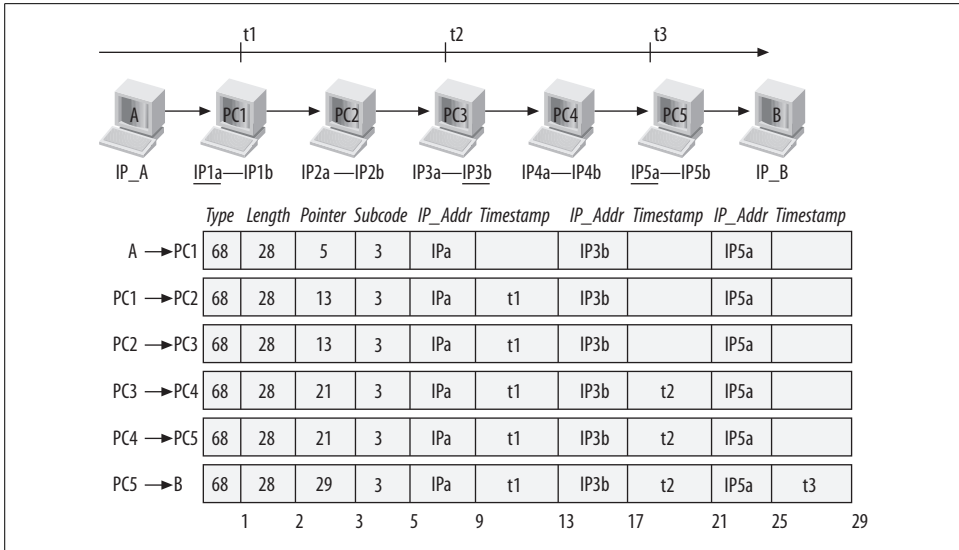 t1 t2 t3
A PC1 PC2 PC3 PC4 PC5 B
IP_A IP1a—IP1b IP2a —IP2b IP3a—IP3b IP4a—IP4b IP5a—IP5b IP_B
Type Length Pointer Subcode IP_Addr Timestamp IP_Addr Timestamp IP_Addr Timestamp
A → PC1 68 28 5 3 IPa IP3b IP5a
PC1 → PC2 68 28 13 3 IPa t1 IP3b IP5a
PC2 → PC3 68 28 13 3 IPa t1 IP3b IP5a
PC3 → PC4 68 28 21 3 IPa t1 IP3b t2 IP5a
PC4 → PC5 68 28 21 3 IPa t1 IP3b t2 IP5a
PC5 → B 68 28 29 3 IPa t1 IP3b t2 IP5a t3
1 2 3 5 9 13 17 21 25 29